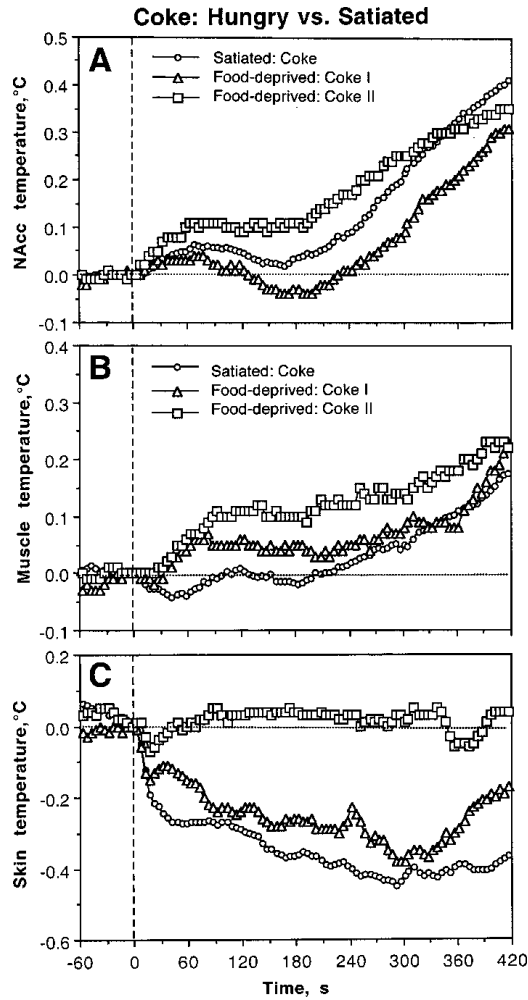 Coke: Hungry vs. Satiated
A
Satiated: Coke
Food-deprived: Coke I
Food-deprived: Coke II
NAcc temperature,°C
0.5
0.4
0.3
0.2
0.1
0.0
-0.1
B
Satiated: Coke
Food-deprived: Coke I
Food-deprived: Coke II
Muscle temperature,°C
0.4
0.3
0.2
0.1
0.0
-0.1
C
Skin temperature,°C
0.2
0.0
-0.2
-0.4
-0.6
-60 0 60 120 180 240 300 360 420
Time, s